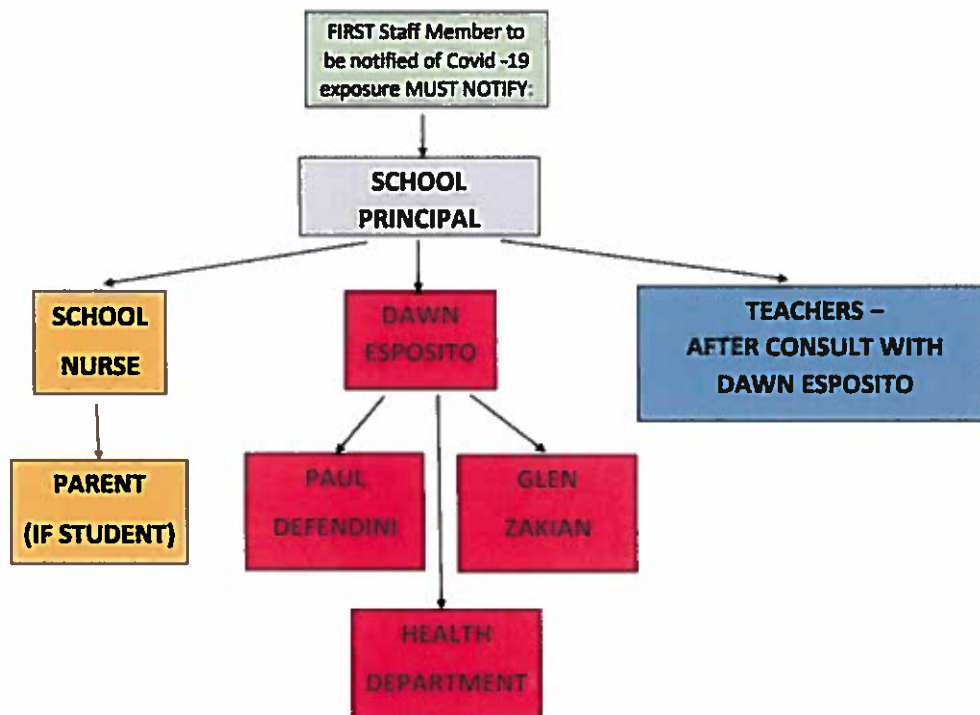 FIRST Staff Member to
be notified of Covid -19
exposure MUST NOTIFY:
SCHOOL
PRINCIPAL
SCHOOL
NURSE
DAWN
ESPOSITO
TEACHERS –
AFTER CONSULT WITH
DAWN ESPOSITO
PARENT
(IF STUDENT)
PAUL
DEFENDINI
GLEN
ZAKIAN
HEALTH
DEPARTMENT